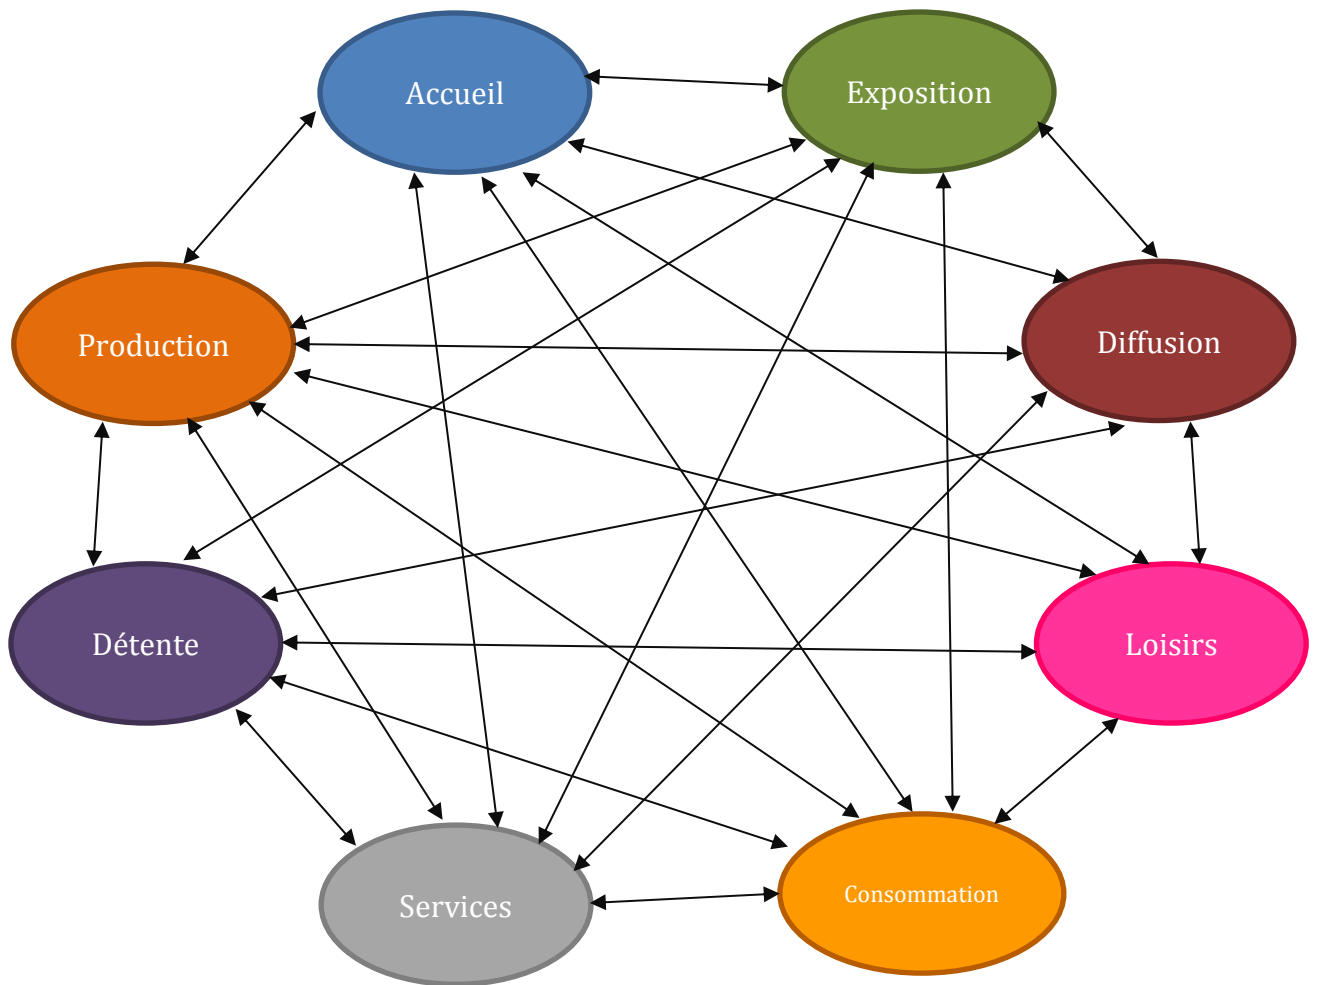 Accueil
Exposition
Production
Diffusion
Détente
Loisirs
Services
Consommation